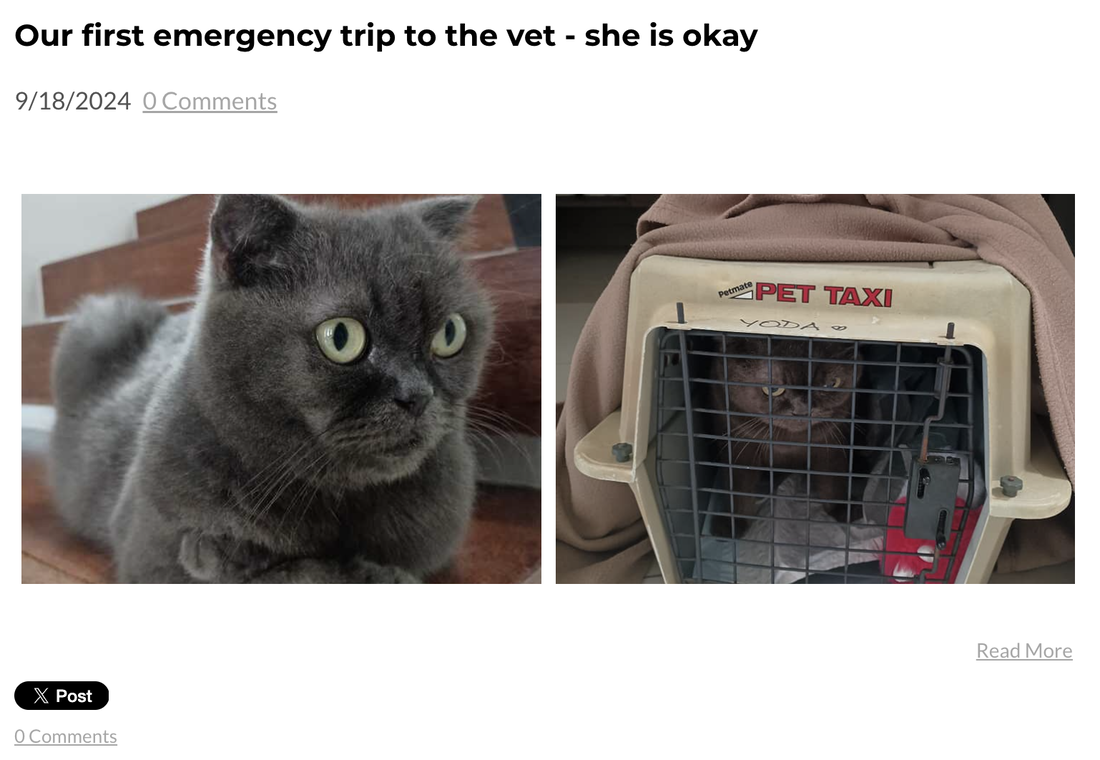 Our first emergency trip to the vet - she is okay
9/18/2024 0 Comments
Petmate PET TAXI
YODA
Read More
X Post
0 Comments